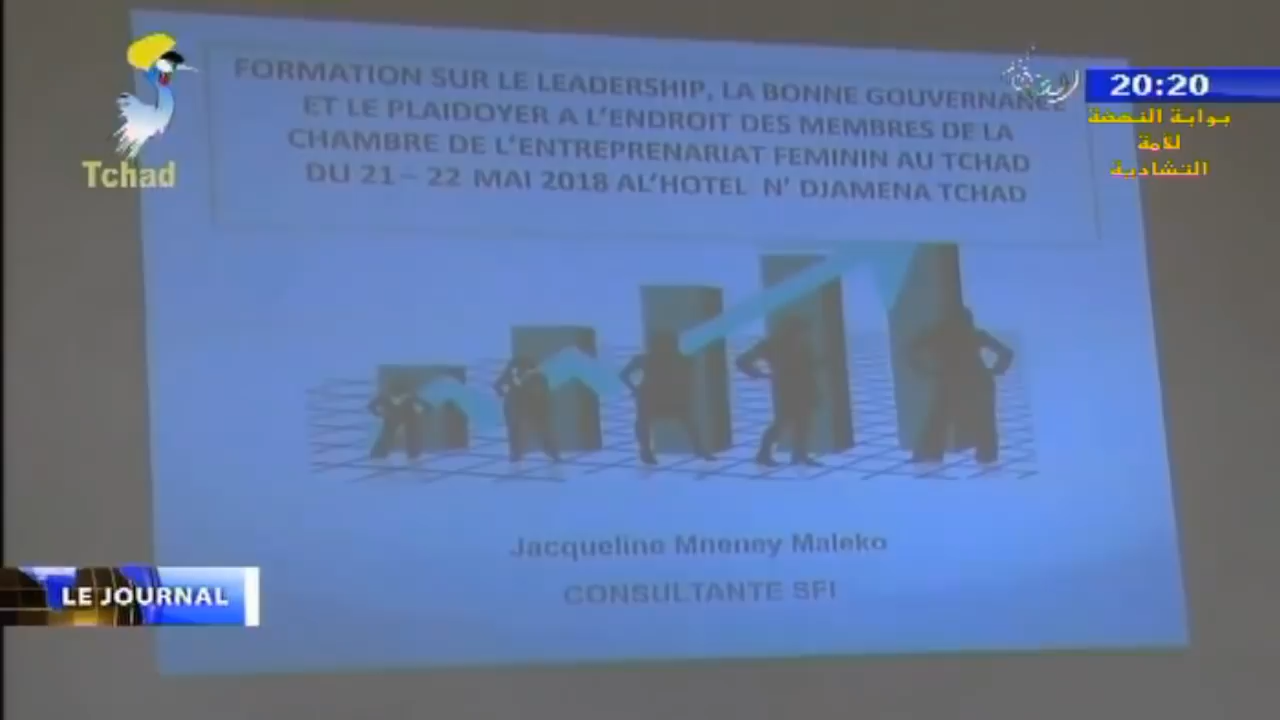 FORMATION SUR LE LEADERSHIP, LA BONNE GOUVERNANCE
ET LE PLAIDOYER A L'ENDROIT DES MEMBRES DE LA
CHAMBRE DE L'ENTREPRENARIAT FEMININ AU TCHAD
DU 21 – 22 MAI 2018 AL'HOTEL N' DJAMENA TCHAD
Jacqueline Mneney Maleko
CONSULTANTE SFI
Tchad
20:20
بوابة النهضة
للأمة
التشادية
LE JOURNAL